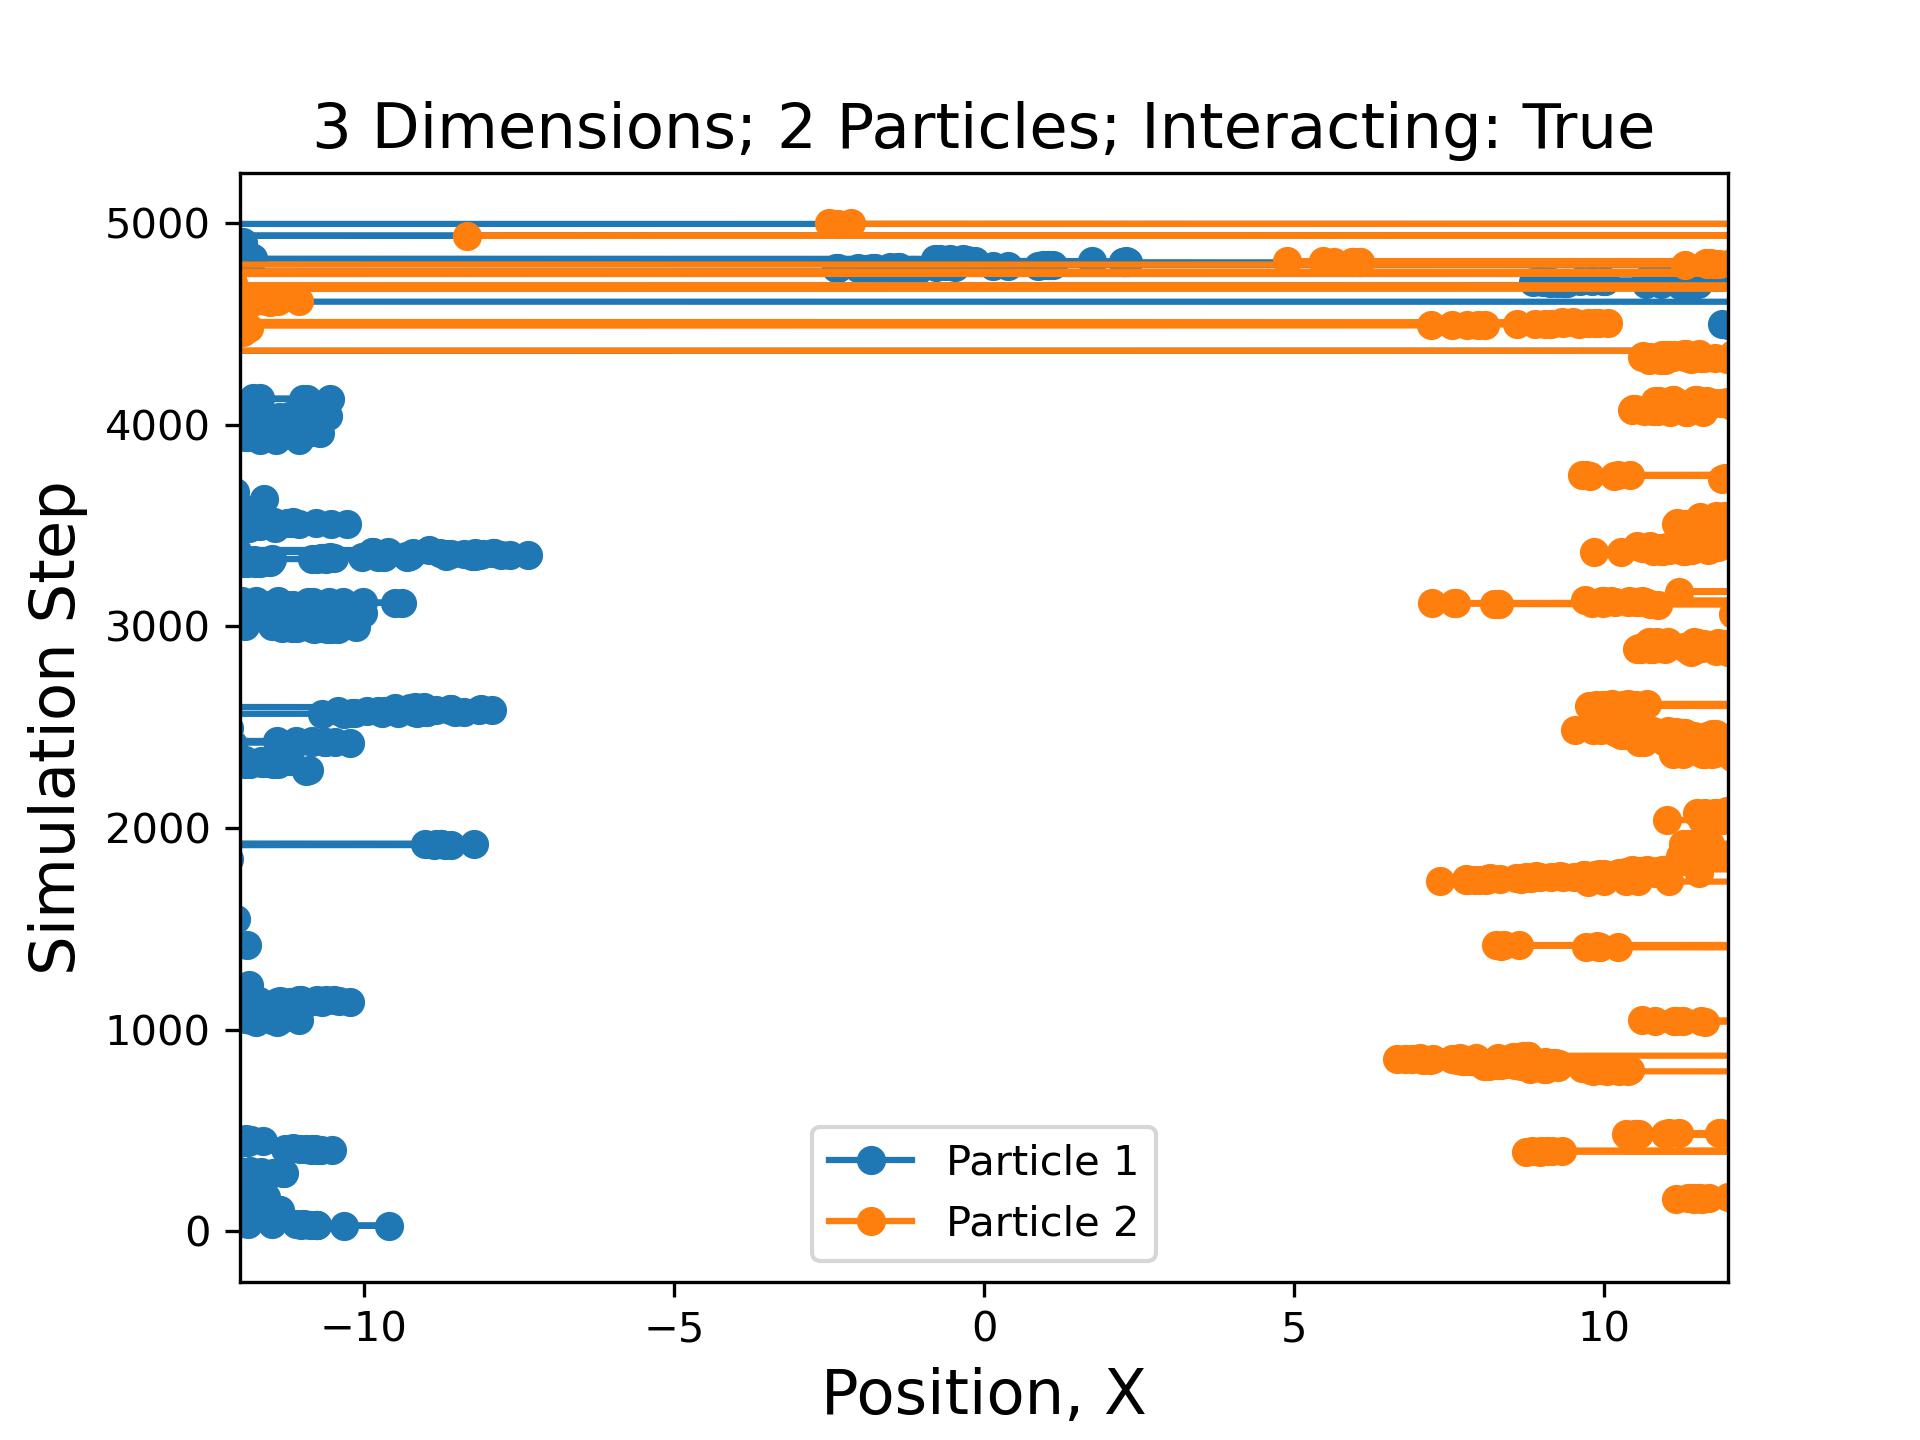 3 Dimensions; 2 Particles; Interacting: True
Simulation Step
5000
4000
3000
2000
1000
0
Particle 1
Particle 2
−10
−5
0
5
10
Position, X